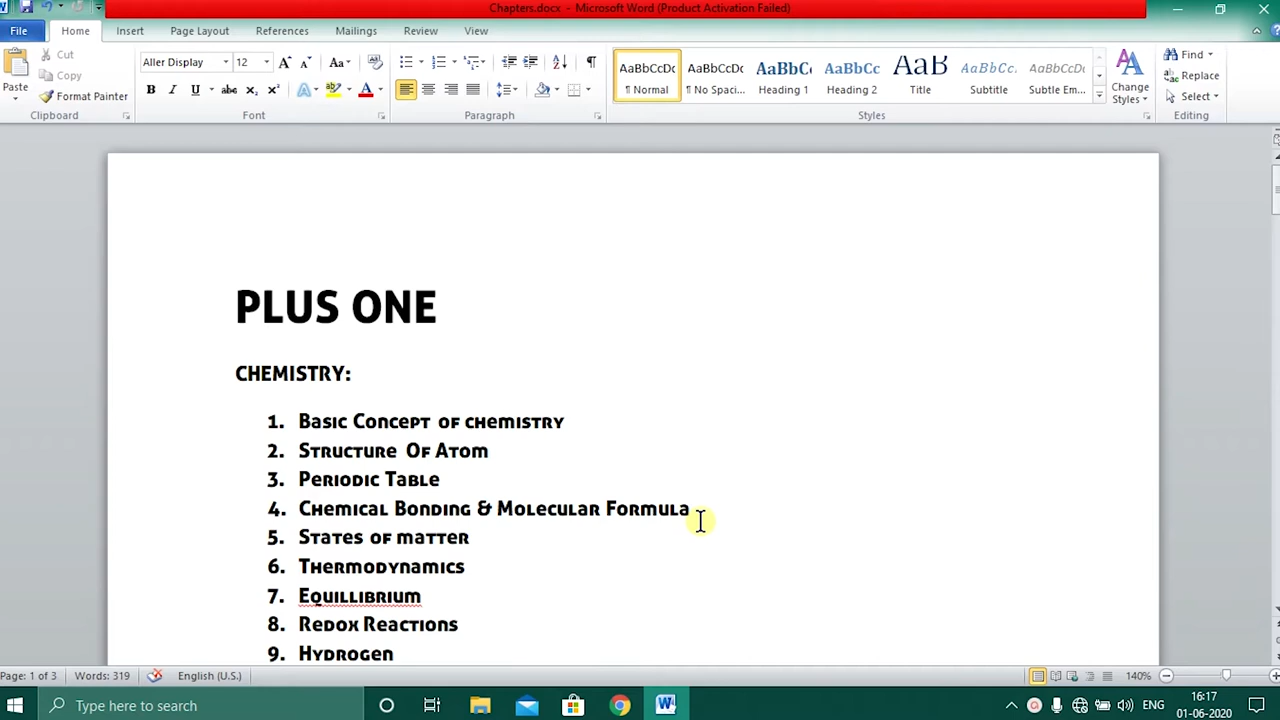 Chapters.docx - Microsoft Word (Product Activation Failed)
File Home Insert Page Layout References Mailings Review View
Paste
Cut
Copy
Format Painter
Clipboard
Aller Display 12
Font
Paragraph
AaBbCcDc AaBbCcDc AaBbC AaBbCc AaB AaBbCc. AaBbCcDc
¶ Normal ¶ No Spaci... Heading 1 Heading 2 Title Subtitle Subtle Em...
Change
Styles
Styles
Find
Replace
Select
Editing
PLUS ONE
CHEMISTRY:
1. Basic Concept of chemistry
2. Structure Of Atom
3. Periodic Table
4. Chemical Bonding & Molecular Formula
5. States of matter
6. Thermodynamics
7. Equillibrium
8. Redox Reactions
9. Hydrogen
Page: 1 of 3 Words: 319 English (U.S.) 140%
Type here to search
ENG
16:17
01-06-2020